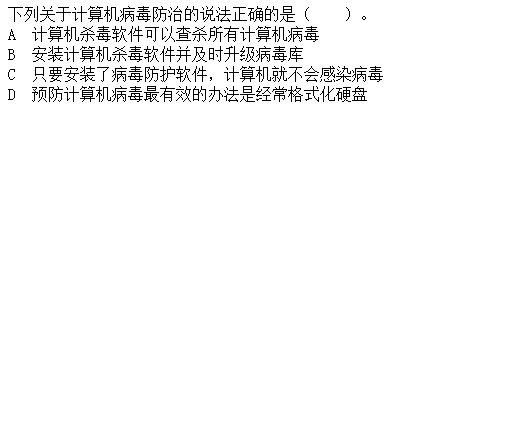 下列关于计算机病毒防治的说法正确的是（　　）。
A　计算机杀毒软件可以查杀所有计算机病毒
B　安装计算机杀毒软件并及时升级病毒库
C　只要安装了病毒防护软件，计算机就不会感染病毒
D　预防计算机病毒最有效的办法是经常格式化硬盘